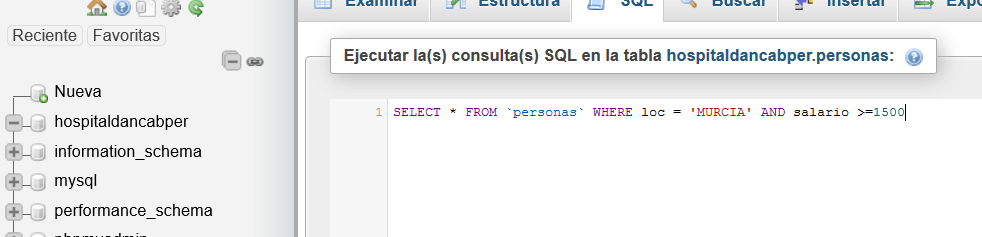 Examinar Estructura SQL Buscar Insertar
Reciente Favoritas
Ejecutar la(s) consulta(s) SQL en la tabla hospitaldancabper.personas:
Nueva
hospitaldancabper
information_schema
mysql
performance_schema
1 SELECT * FROM `personas` WHERE loc = 'MURCIA' AND salario >=1500